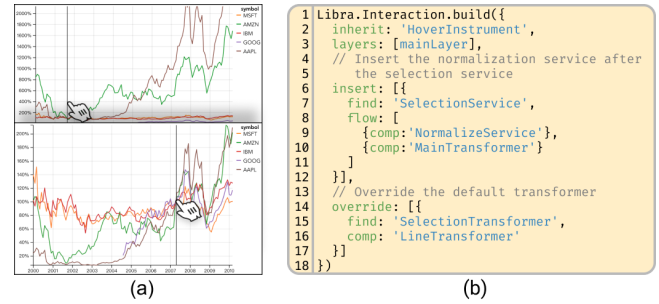 symbol
MSFT
AMZN
IBM
GOOG
AAPL
2000%
1800%
1600%
1400%
1200%
1000%
800%
600%
400%
200%
0%
symbol
MSFT
AMZN
IBM
GOOG
AAPL
200%
180%
160%
140%
120%
100%
80%
60%
40%
20%
2000 2001 2002 2003 2004 2005 2006 2007 2008 2009 2010
(a)
1 Libra.Interaction.build({
2 inherit: 'HoverInstrument',
3 layers: [mainLayer],
4 // Insert the normalization service after
5 the selection service
6 insert: [{
7 find: 'SelectionService',
8 flow: [
9 {comp:'NormalizeService'},
10 {comp:'MainTransformer'}
11 ]
12 }],
13 // Override the default transformer
14 override: [{
15 find: 'SelectionTransformer',
16 comp: 'LineTransformer'
17 }]
18 })
(b)